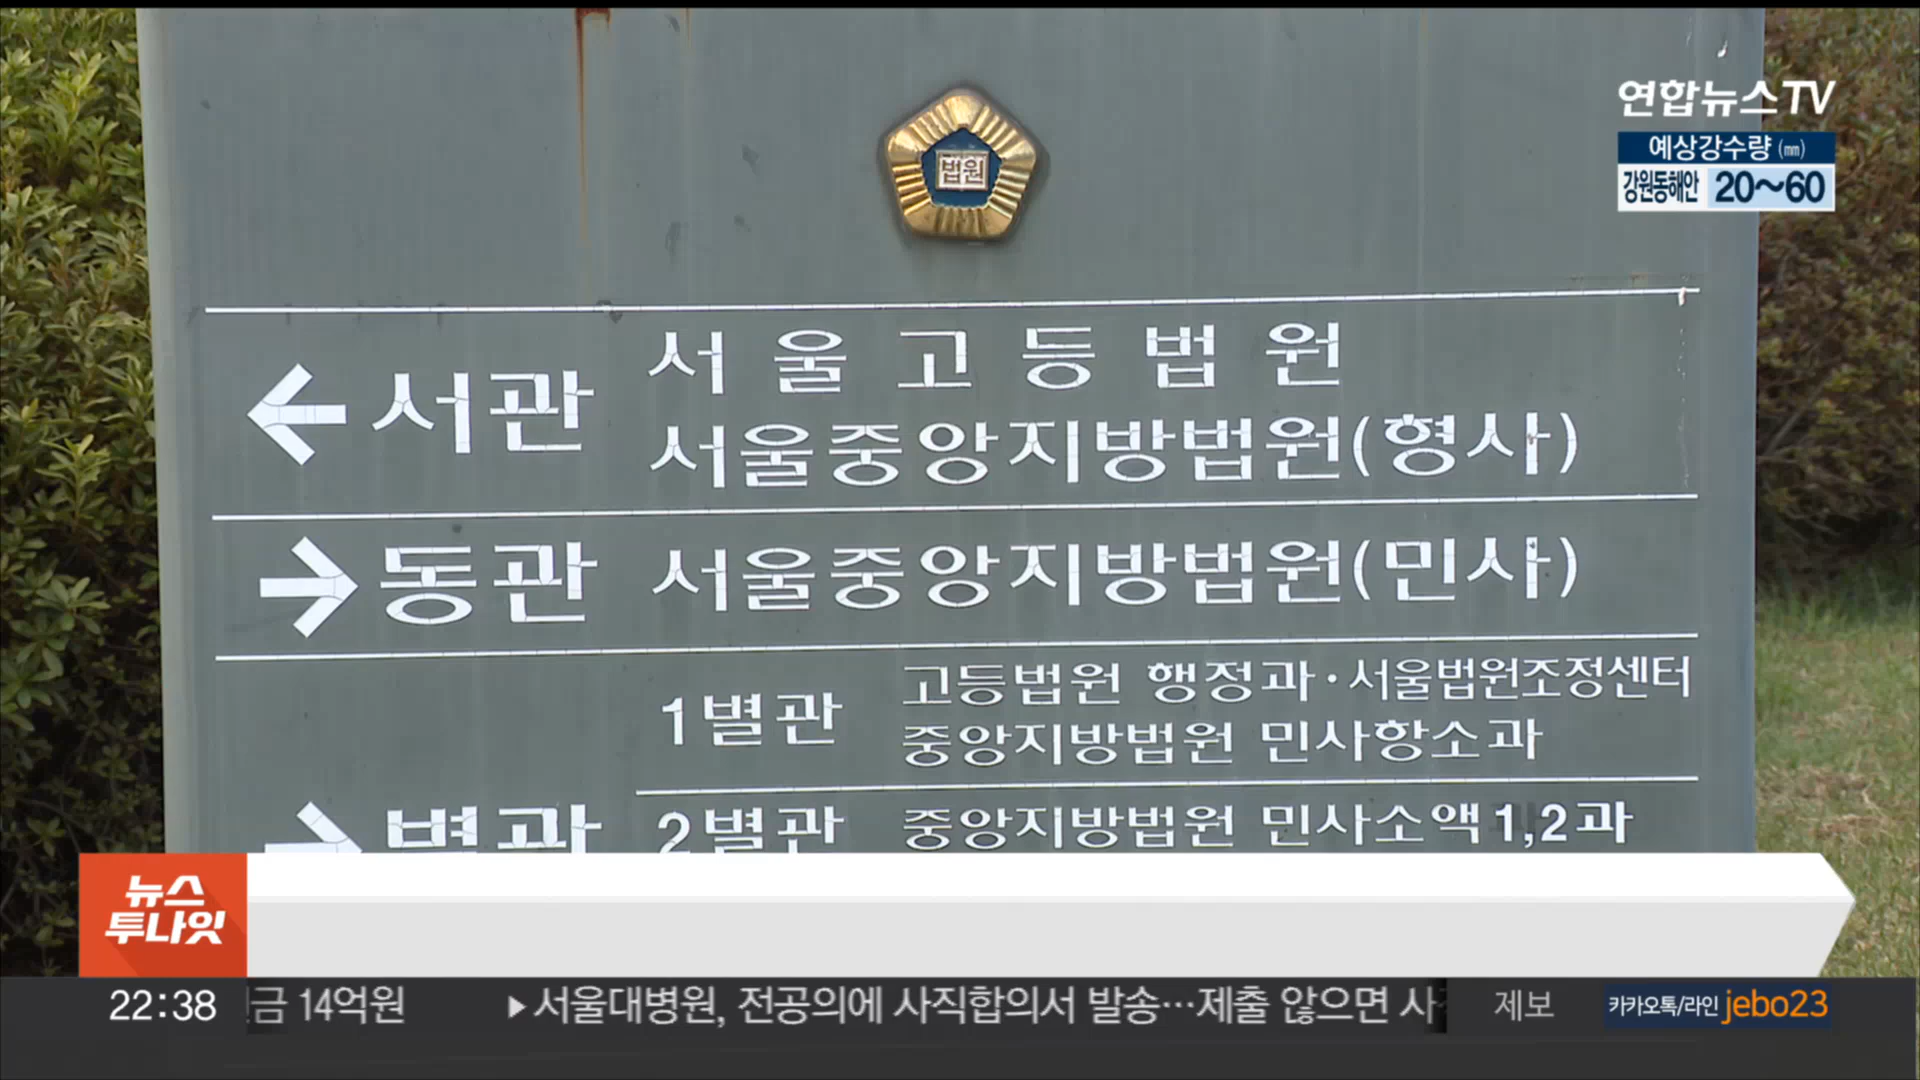 연합뉴스TV
예상강수량 (㎜)
강원동해안 20~60
법원
← 서관 서울고등법원
서울중앙지방법원(형사)
→ 동관 서울중앙지방법원(민사)
1별관 고등법원 행정과·서울법원조정센터
중앙지방법원 민사항소과
→ 별관 2별관 중앙지방법원 민사소액1,2과
뉴스
투나잇
22:38 14억원 ▶서울대병원, 전공의에 사직합의서 발송…제출 않으면 제보 카카오톡/라인 jebo23